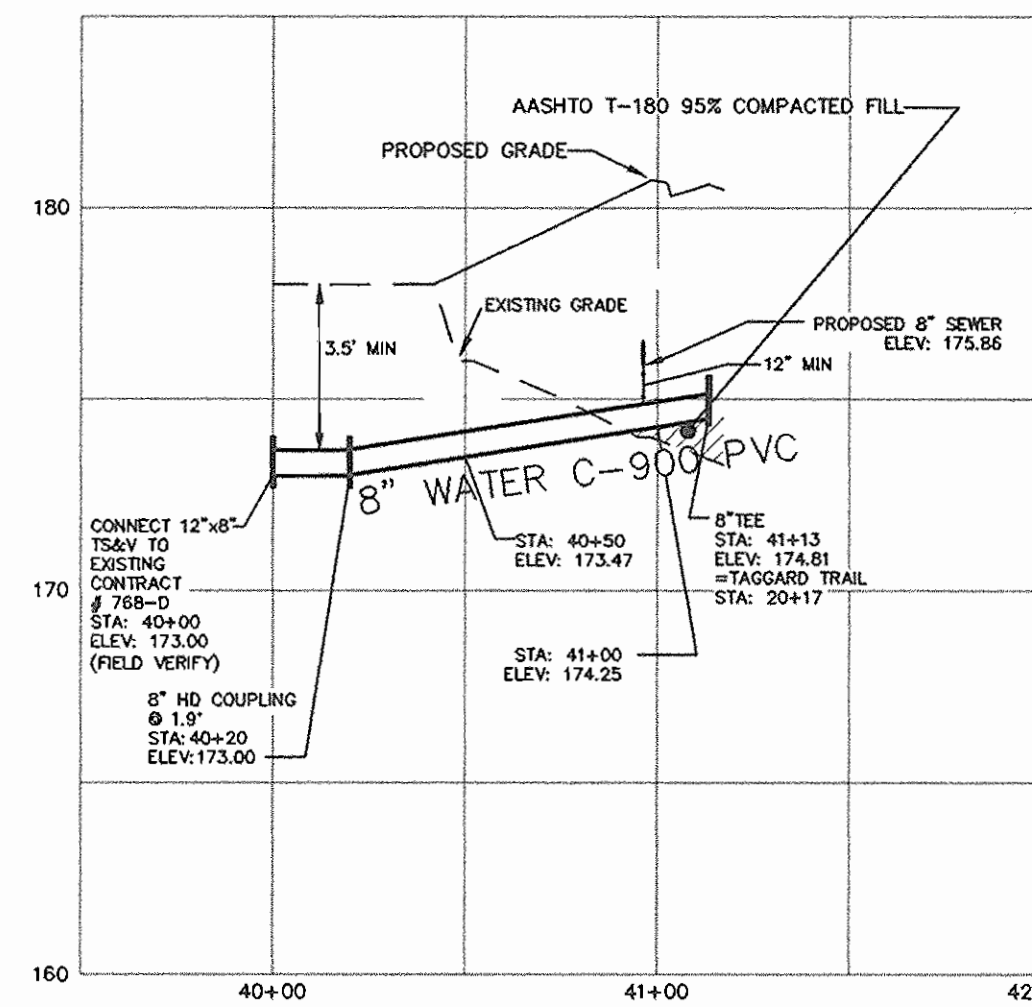 AASHTO T-180 95% COMPACTED FILL
PROPOSED GRADE
180
EXISTING GRADE
3.5' MIN
PROPOSED 8" SEWER
ELEV: 175.86
12" MIN
8" WATER C-900 PVC
CONNECT 12"x8"
TS&V TO
EXISTING
CONTRACT
# 768-D
STA: 40+00
ELEV: 173.00
(FIELD VERIFY)
170
STA: 40+50
ELEV: 173.47
8"TEE
STA: 41+13
ELEV: 174.81
=TAGGARD TRAIL
STA: 20+17
STA: 41+00
ELEV: 174.25
8" HD COUPLING
@ 1.9°
STA: 40+20
ELEV: 173.00
160
40+00
41+00
42